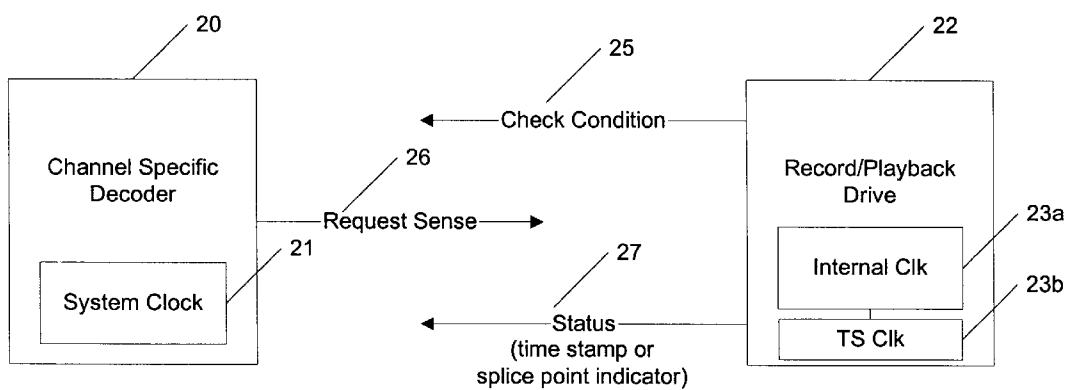 20
25
22
Check Condition
Channel Specific
Decoder
26
Record/Playback
Drive
Request Sense
23a
21
27
Internal Clk
System Clock
23b
Status
TS Clk
(time stamp or
splice point indicator)